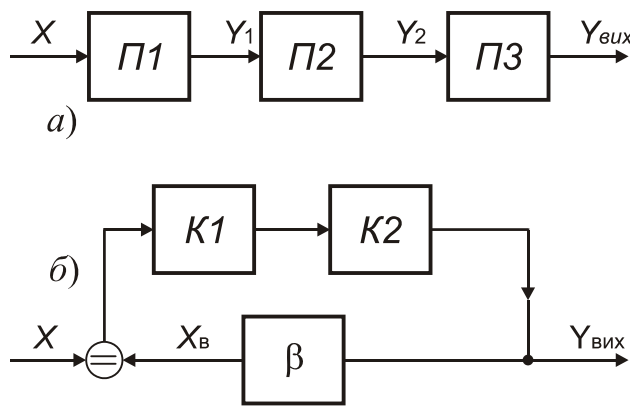 X Y1 Y2 Yвих
П1 П2 П3
а)
К1 К2
б)
X = Xв β Yвих